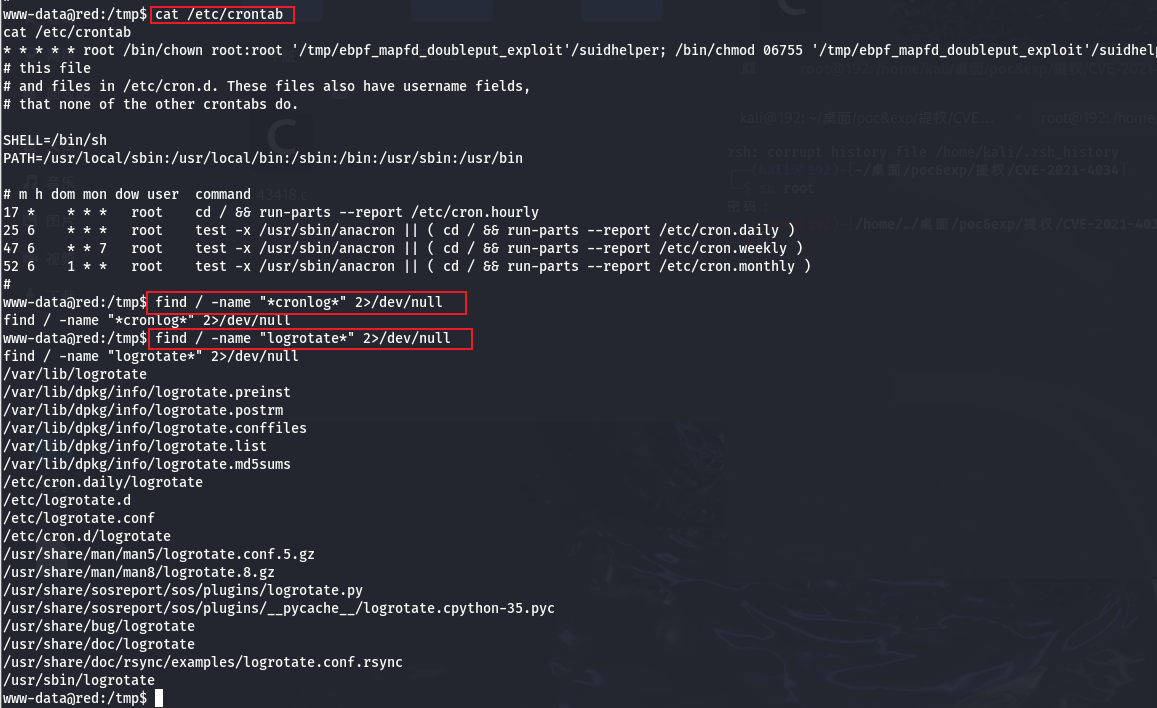 www-data@red:/tmp$ cat /etc/crontab
cat /etc/crontab
* * * * * root /bin/chown root:root '/tmp/ebpf_mapfd_doubleput_exploit'/suidhelper; /bin/chmod 06755 '/tmp/ebpf_mapfd_doubleput_exploit'/suidhelp
# this file
# and files in /etc/cron.d. These files also have username fields,
# that none of the other crontabs do.
SHELL=/bin/sh
PATH=/usr/local/sbin:/usr/local/bin:/sbin:/bin:/usr/sbin:/usr/bin
# m h dom mon dow user  command
17 *    * * *   root    cd / && run-parts --report /etc/cron.hourly
25 6    * * *   root    test -x /usr/sbin/anacron || ( cd / && run-parts --report /etc/cron.daily )
47 6    * * 7   root    test -x /usr/sbin/anacron || ( cd / && run-parts --report /etc/cron.weekly )
52 6    1 * *   root    test -x /usr/sbin/anacron || ( cd / && run-parts --report /etc/cron.monthly )
#
www-data@red:/tmp$ find / -name "*cronlog*" 2>/dev/null
find / -name "*cronlog*" 2>/dev/null
www-data@red:/tmp$ find / -name "logrotate*" 2>/dev/null
find / -name "logrotate*" 2>/dev/null
/var/lib/logrotate
/var/lib/dpkg/info/logrotate.preinst
/var/lib/dpkg/info/logrotate.postrm
/var/lib/dpkg/info/logrotate.conffiles
/var/lib/dpkg/info/logrotate.list
/var/lib/dpkg/info/logrotate.md5sums
/etc/cron.daily/logrotate
/etc/logrotate.d
/etc/logrotate.conf
/etc/cron.d/logrotate
/usr/share/man/man5/logrotate.conf.5.gz
/usr/share/man/man8/logrotate.8.gz
/usr/share/sosreport/sos/plugins/logrotate.py
/usr/share/sosreport/sos/plugins/__pycache__/logrotate.cpython-35.pyc
/usr/share/bug/logrotate
/usr/share/doc/logrotate
/usr/share/doc/rsync/examples/logrotate.conf.rsync
/usr/sbin/logrotate
www-data@red:/tmp$
zsh: corrupt history file /home/kali/.zsh_history
43418.c